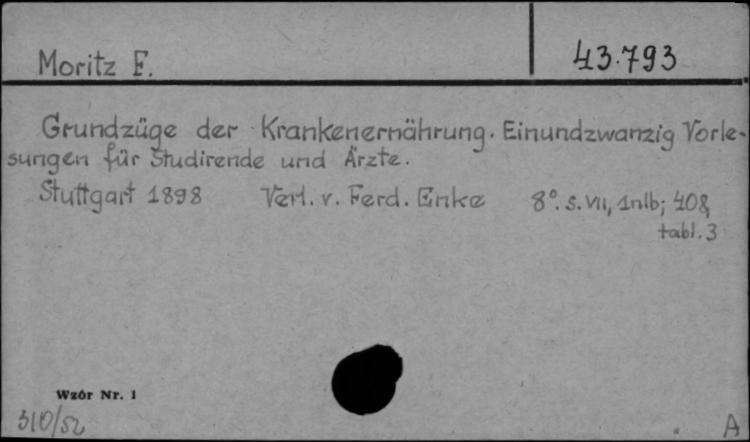 Moritz F. 43.793
Grundzüge der Krankenernährung. Einundzwanzig Vorle-
sungen für Studirende und Ärzte.
Stuttgart 1898 Verl. v. Ferd. Enke 8°. s. VII, 1nlb; 408,
tabl. 3
Wzór Nr. 1
310/52
A